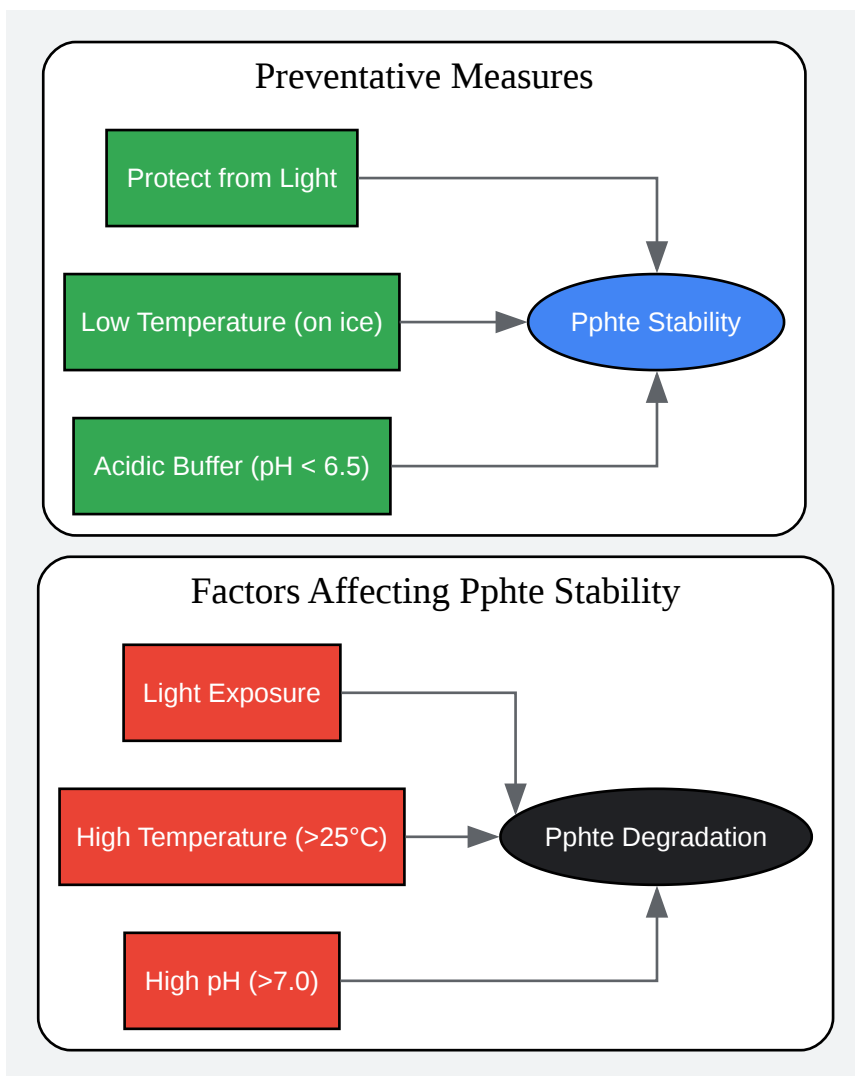 Preventative Measures
Protect from Light
Low Temperature (on ice)
Pphte Stability
Acidic Buffer (pH < 6.5)
Factors Affecting Pphte Stability
Light Exposure
High Temperature (>25°C)
Pphte Degradation
High pH (>7.0)